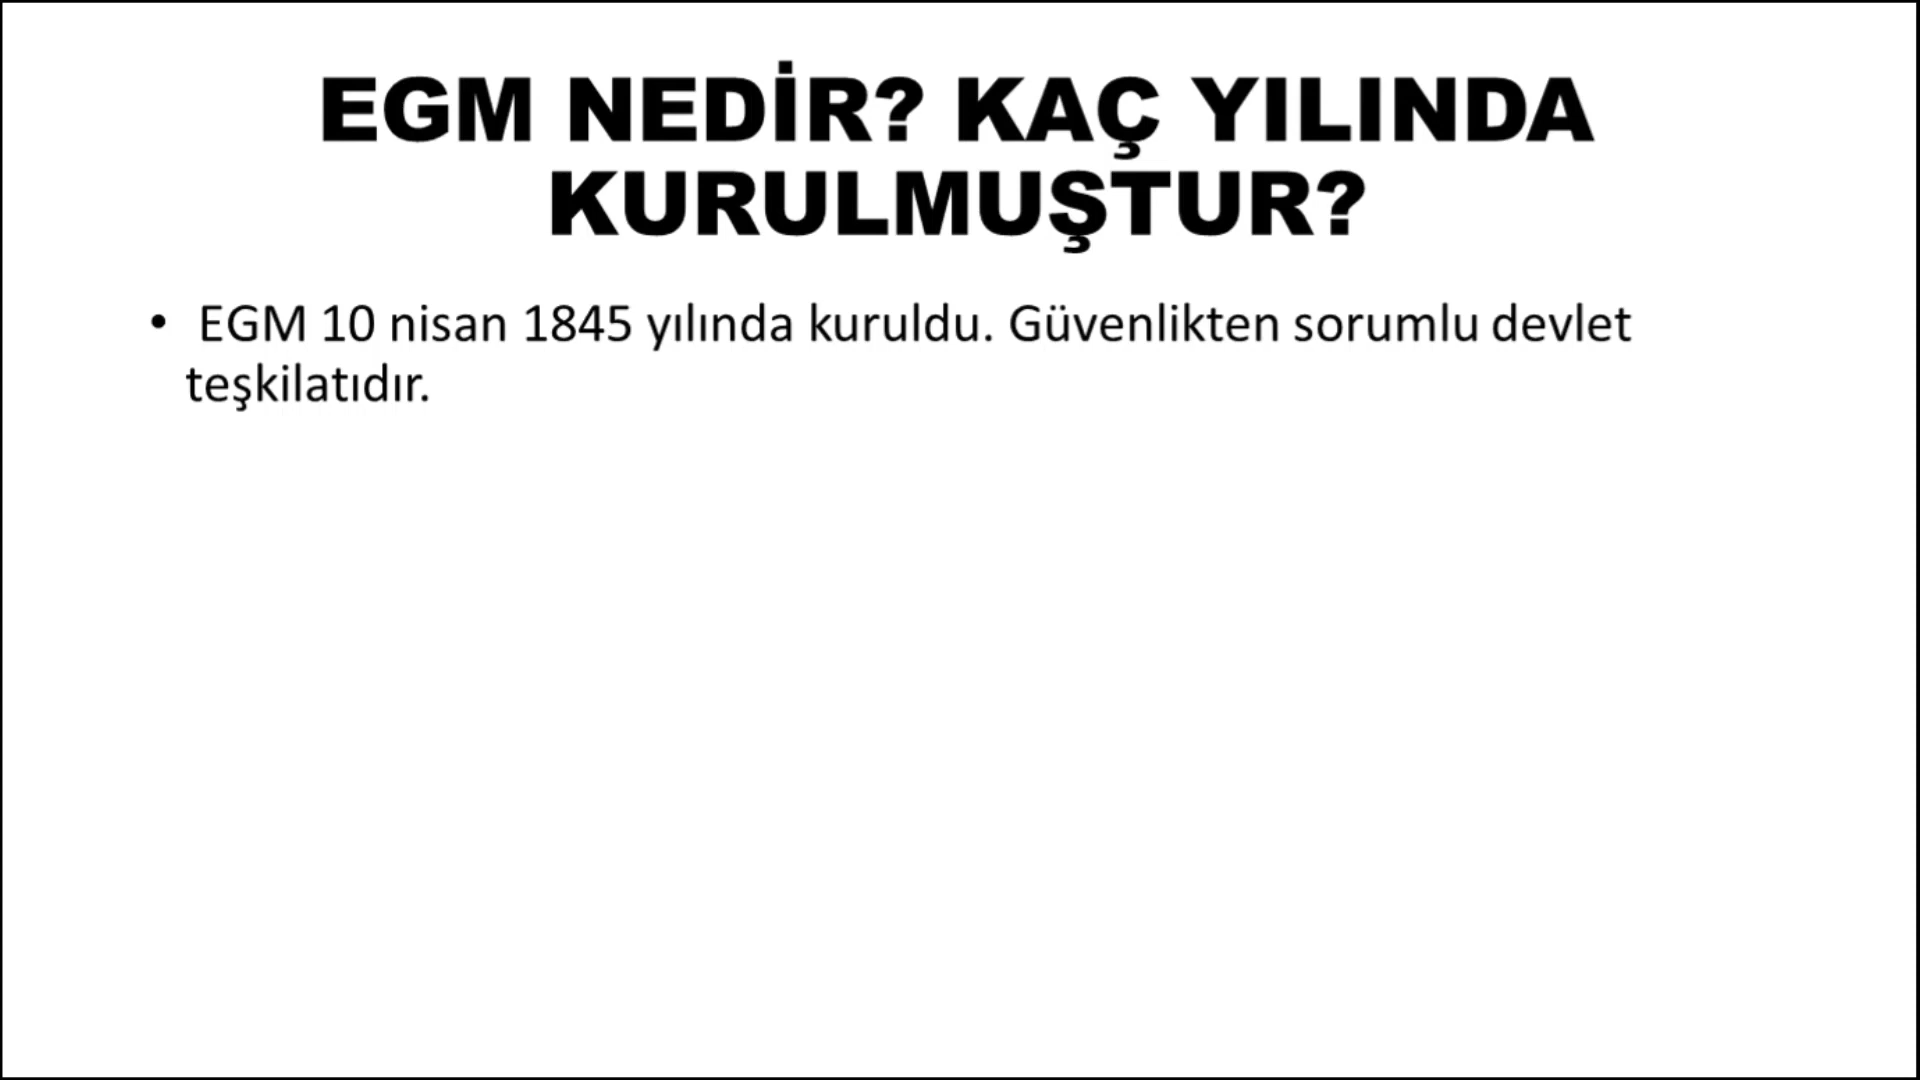 EGM NEDİR? KAÇ YILINDA
KURULMUŞTUR?
• EGM 10 nisan 1845 yılında kuruldu. Güvenlikten sorumlu devlet
teşkilatıdır.